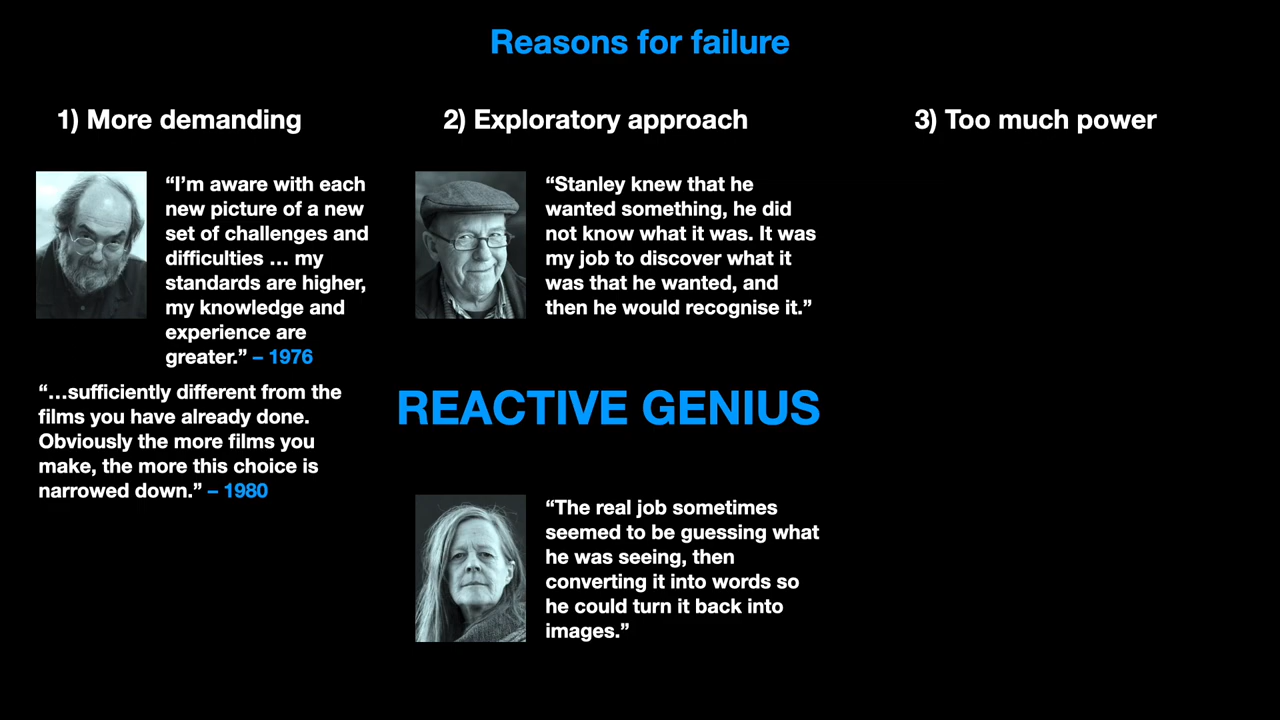 Reasons for failure
1) More demanding
“I’m aware with each
new picture of a new
set of challenges and
difficulties … my
standards are higher,
my knowledge and
experience are
greater.” – 1976
“…sufficiently different from the
films you have already done.
Obviously the more films you
make, the more this choice is
narrowed down.” – 1980
2) Exploratory approach
“Stanley knew that he
wanted something, he did
not know what it was. It was
my job to discover what it
was that he wanted, and
then he would recognise it.”
REACTIVE GENIUS
“The real job sometimes
seemed to be guessing what
he was seeing, then
converting it into words so
he could turn it back into
images.”
3) Too much power